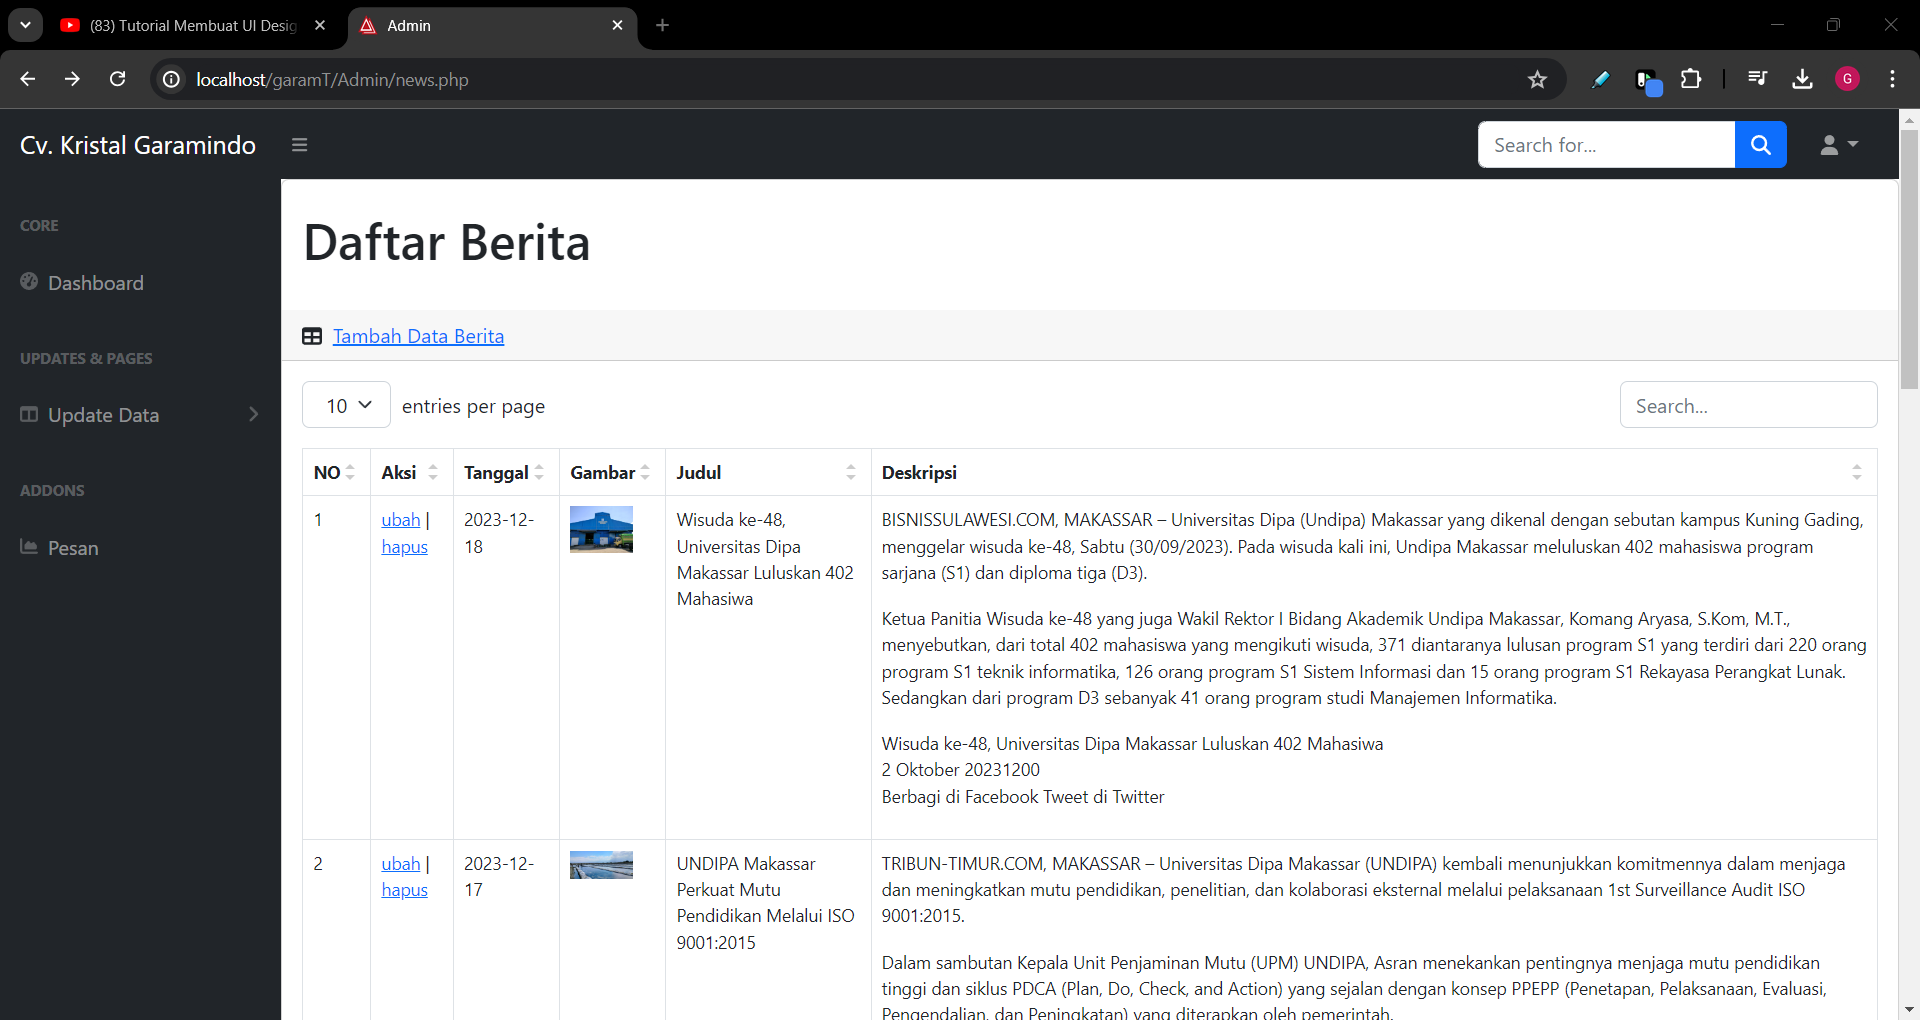 (83) Tutorial Membuat UI Desig
Admin
localhost/garamT/Admin/news.php
G
Cv. Kristal Garamindo
Search for...
CORE
Dashboard
UPDATES & PAGES
Update Data
ADDONS
Pesan
Daftar Berita
Tambah Data Berita
10 entries per page
Search...
NO Aksi Tanggal Gambar Judul Deskripsi
1
ubah |
hapus
2023-12-
18
Wisuda ke-48,
Universitas Dipa
Makassar Luluskan 402
Mahasiwa
BISNISSULAWESI.COM, MAKASSAR – Universitas Dipa (Undipa) Makassar yang dikenal dengan sebutan kampus Kuning Gading,
menggelar wisuda ke-48, Sabtu (30/09/2023). Pada wisuda kali ini, Undipa Makassar meluluskan 402 mahasiswa program
sarjana (S1) dan diploma tiga (D3).
Ketua Panitia Wisuda ke-48 yang juga Wakil Rektor I Bidang Akademik Undipa Makassar, Komang Aryasa, S.Kom, M.T.,
menyebutkan, dari total 402 mahasiswa yang mengikuti wisuda, 371 diantaranya lulusan program S1 yang terdiri dari 220 orang
program S1 teknik informatika, 126 orang program S1 Sistem Informasi dan 15 orang program S1 Rekayasa Perangkat Lunak.
Sedangkan dari program D3 sebanyak 41 orang program studi Manajemen Informatika.
Wisuda ke-48, Universitas Dipa Makassar Luluskan 402 Mahasiwa
2 Oktober 20231200
Berbagi di Facebook Tweet di Twitter
2
ubah |
hapus
2023-12-
17
UNDIPA Makassar
Perkuat Mutu
Pendidikan Melalui ISO
9001:2015
TRIBUN-TIMUR.COM, MAKASSAR – Universitas Dipa Makassar (UNDIPA) kembali menunjukkan komitmennya dalam menjaga
dan meningkatkan mutu pendidikan, penelitian, dan kolaborasi eksternal melalui pelaksanaan 1st Surveillance Audit ISO
9001:2015.
Dalam sambutan Kepala Unit Penjaminan Mutu (UPM) UNDIPA, Asran menekankan pentingnya menjaga mutu pendidikan
tinggi dan siklus PDCA (Plan, Do, Check, and Action) yang sejalan dengan konsep PPEPP (Penetapan, Pelaksanaan, Evaluasi,
Pengendalian, dan Peningkatan) yang diterapkan oleh pemerintah.